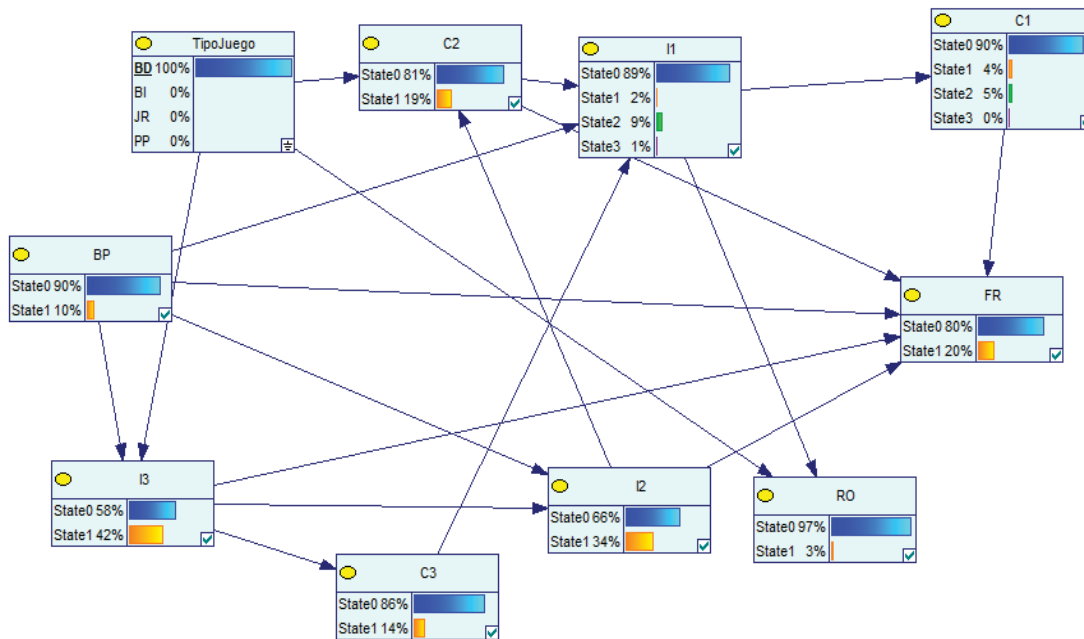 TipoJuego
BD 100%
BI 0%
JR 0%
PP 0%
C2
State0 81%
State1 19%
I1
State0 89%
State1 2%
State2 9%
State3 1%
C1
State0 90%
State1 4%
State2 5%
State3 0%
BP
State0 90%
State1 10%
FR
State0 80%
State1 20%
I3
State0 58%
State1 42%
I2
State0 66%
State1 34%
RO
State0 97%
State1 3%
C3
State0 86%
State1 14%